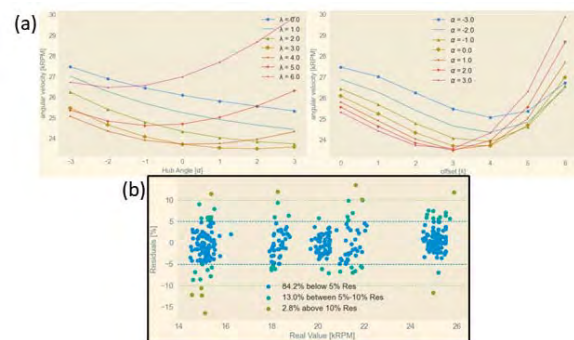 (a)
angular velocity [kRPM]
30
29
28
27
26
25
24
-3
-2
-1
0
1
2
3
Hub Angle [α]
λ = 0.0
λ = 1.0
λ = 2.0
λ = 3.0
λ = 4.0
λ = 5.0
λ = 6.0
angular velocity [kRPM]
30
29
28
27
26
25
24
0
1
2
3
4
5
6
offset [λ]
α = -3.0
α = -2.0
α = -1.0
α = 0.0
α = 1.0
α = 2.0
α = 3.0
(b)
Residuals [%]
10
5
0
-5
-10
-15
84.2% below 5% Res
13.0% between 5%-10% Res
2.8% above 10% Res
14
16
18
20
22
24
26
Real Value [kRPM]